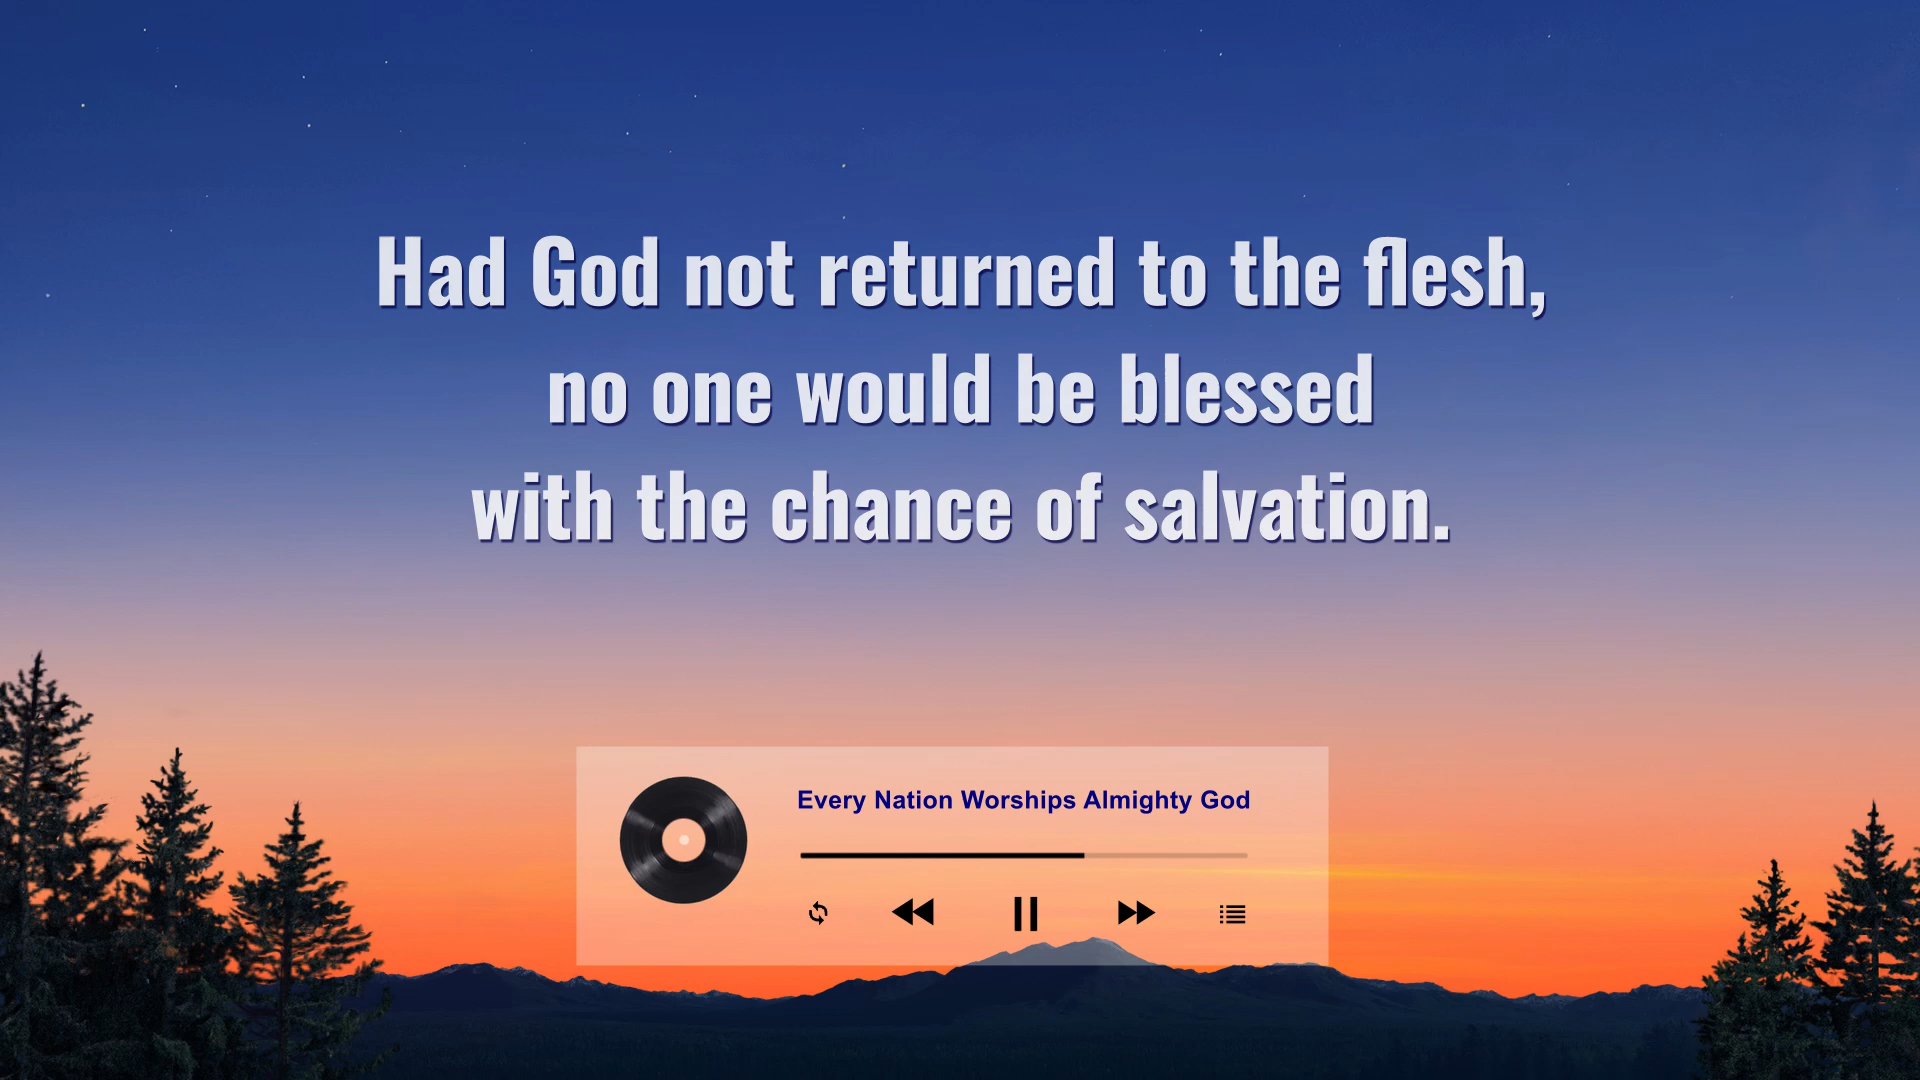 Had God not returned to the flesh,
no one would be blessed
with the chance of salvation.
Every Nation Worships Almighty God